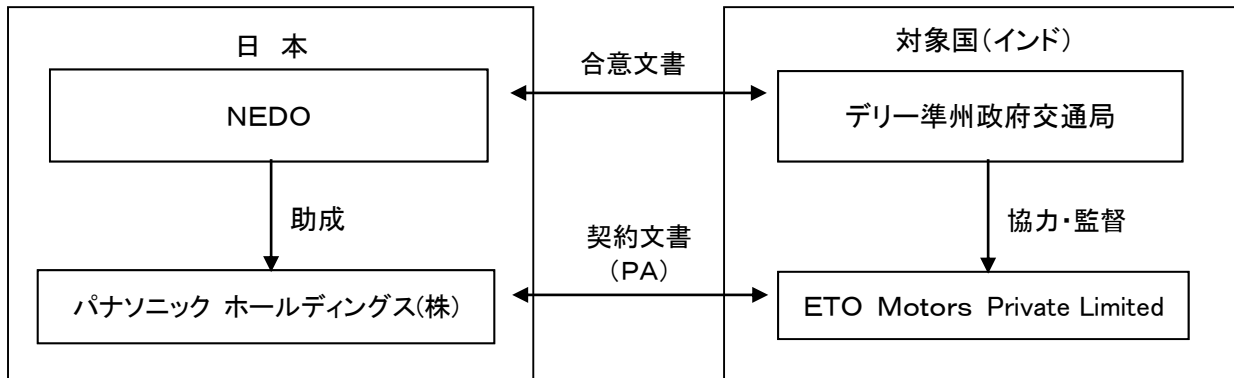 日 本
対象国(インド)
合意文書
NEDO
デリー準州政府交通局
助成
協力・監督
契約文書
(PA)
パナソニック ホールディングス(株)
ETO Motors Private Limited